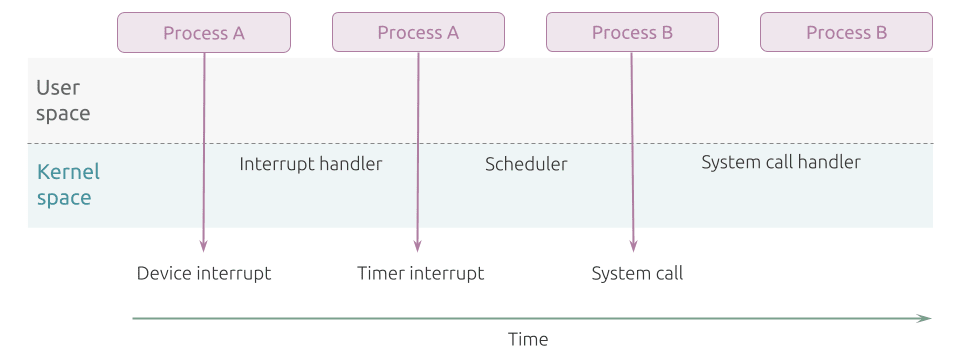 Process A
Process A
Process B
Process B
User
space
Kernel
space
Interrupt handler
Scheduler
System call handler
Device interrupt
Timer interrupt
System call
Time